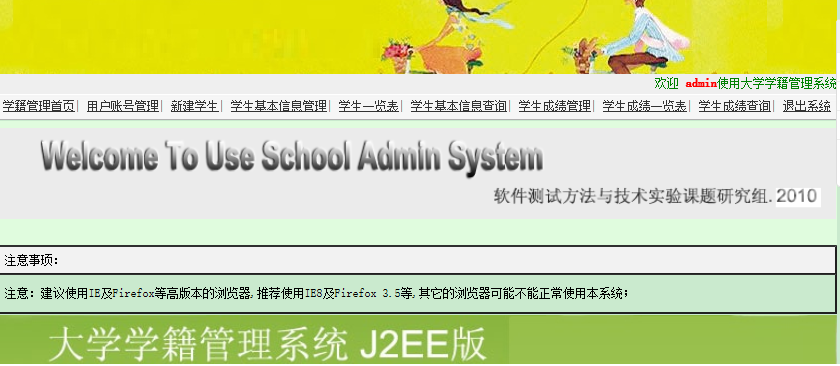 欢迎 admin使用大学学籍管理系统
学籍管理首页| 用户账号管理| 新建学生| 学生基本信息管理| 学生一览表| 学生基本信息查询| 学生成绩管理| 学生成绩一览表| 学生成绩查询| 退出系统
Welcome To Use School Admin System
软件测试方法与技术实验课题研究组. 2010
注意事项:
注意: 建议使用IE及Firefox等高版本的浏览器,推荐使用IE8及Firefox 3.5等,其它的浏览器可能不能正常使用本系统;
大学学籍管理系统 J2EE版